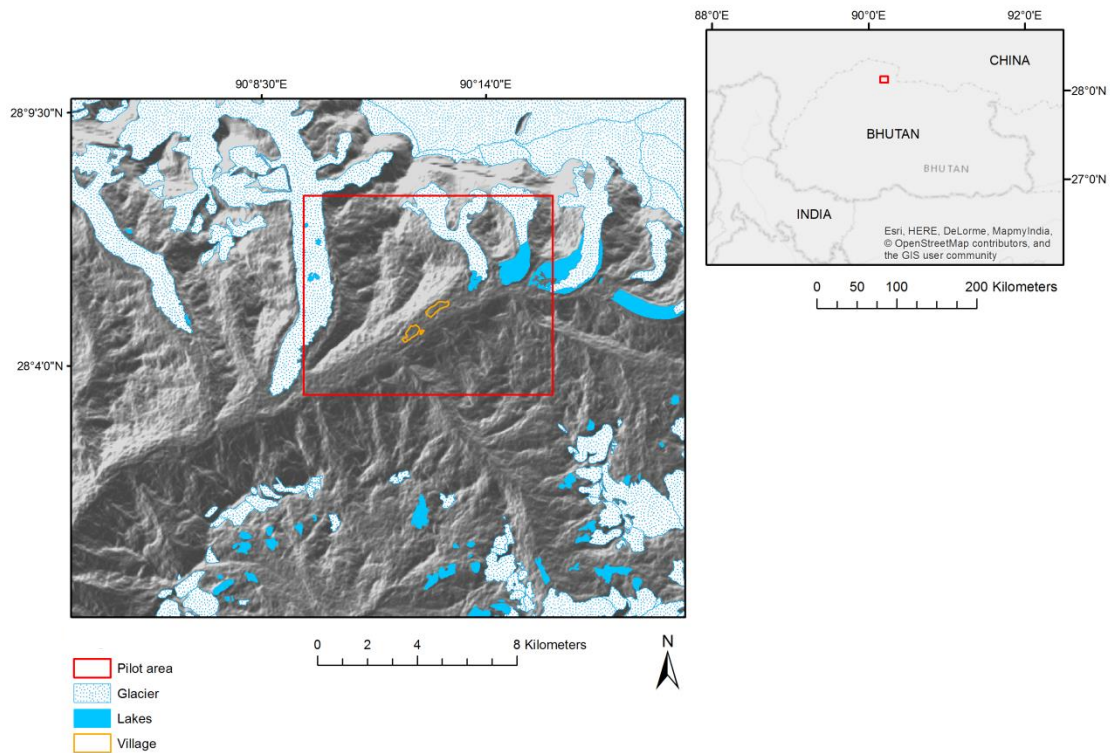 88°0'E 90°0'E 92°0'E
CHINA
28°0'N
BHUTAN
BHUTAN
27°0'N
INDIA
Esri, HERE, DeLorme, MapmyIndia,
© OpenStreetMap contributors, and
the GIS user community
0 50 100 200 Kilometers
90°8'30"E 90°14'0"E
28°9'30"N
28°4'0"N
0 2 4 8 Kilometers
N
Pilot area
Glacier
Lakes
Village